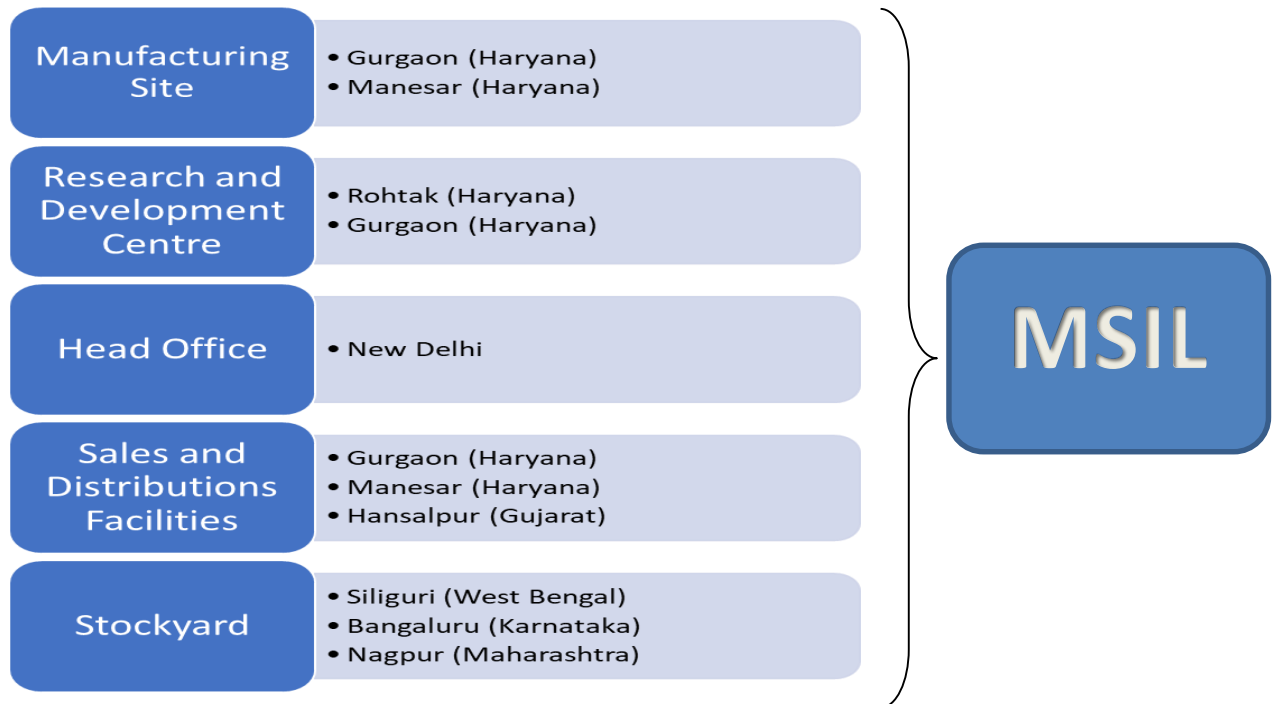 Manufacturing
Site
• Gurgaon (Haryana)
• Manesar (Haryana)
Research and
Development
Centre
• Rohtak (Haryana)
• Gurgaon (Haryana)
Head Office
• New Delhi
Sales and
Distributions
Facilities
• Gurgaon (Haryana)
• Manesar (Haryana)
• Hansalpur (Gujarat)
Stockyard
• Siliguri (West Bengal)
• Bangaluru (Karnataka)
• Nagpur (Maharashtra)
MSIL